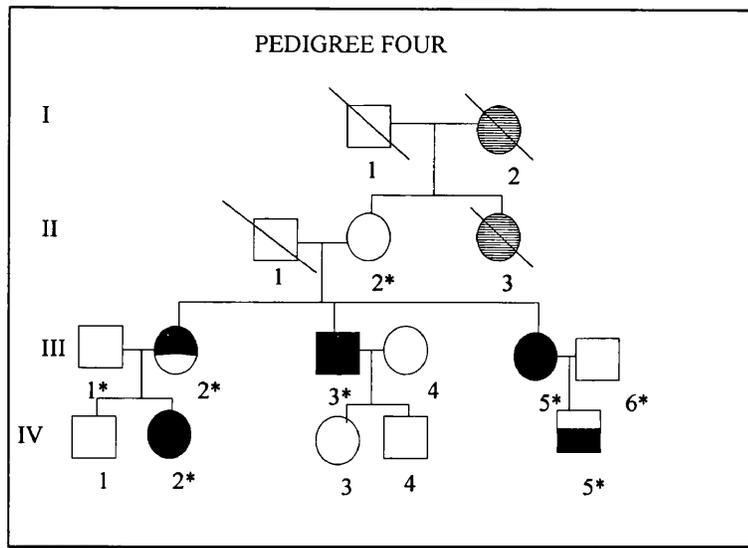 PEDIGREE FOUR
I
1 2
II
1 2* 3
III
1* 2* 3* 4 5* 6*
IV
1 2* 3 4 5*